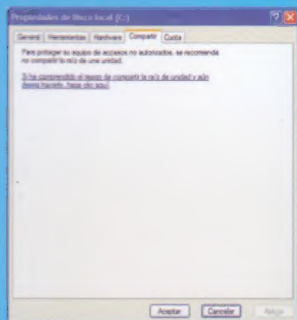 Propiedades de Disco local (C:)
General Herramientas Hardware Compartir Cuota
Para proteger su equipo de accesos no autorizados, se recomienda
no compartir la raíz de una unidad.
Si ha comprendido el riesgo de compartir la raíz de unidad y aún
desea hacerlo, haga clic aquí.
Aceptar Cancelar Aplicar